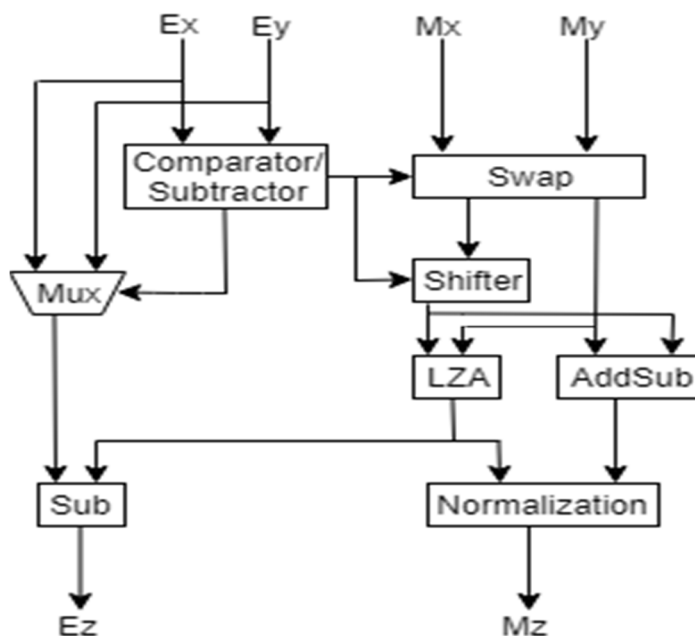 Ex Ey Mx My
Comparator/
Subtractor
Swap
Mux
Shifter
LZA
AddSub
Sub
Normalization
Ez
Mz